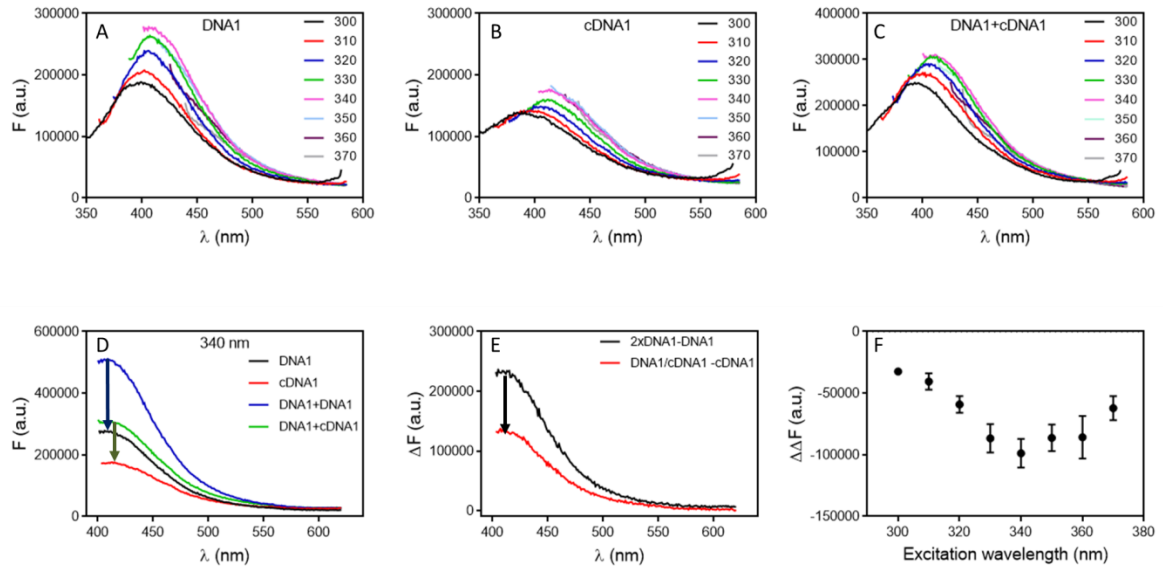 A
DNA1
F (a.u.)
300000
200000
100000
0
350 400 450 500 550 600
λ (nm)
300
310
320
330
340
350
360
370
B
cDNA1
F (a.u.)
300000
200000
100000
0
350 400 450 500 550 600
λ (nm)
300
310
320
330
340
350
360
370
C
DNA1+cDNA1
F (a.u.)
400000
300000
200000
100000
0
350 400 450 500 550 600
λ (nm)
300
310
320
330
340
350
360
370
D
340 nm
F (a.u.)
600000
400000
200000
0
400 450 500 550 600
λ (nm)
DNA1
cDNA1
DNA1+DNA1
DNA1+cDNA1
E
ΔF (a.u.)
300000
200000
100000
0
400 450 500 550 600
λ (nm)
2xDNA1-DNA1
DNA1/cDNA1 -cDNA1
F
ΔΔF (a.u.)
-0
-50000
-100000
-150000
300 320 340 360 380
Excitation wavelength (nm)